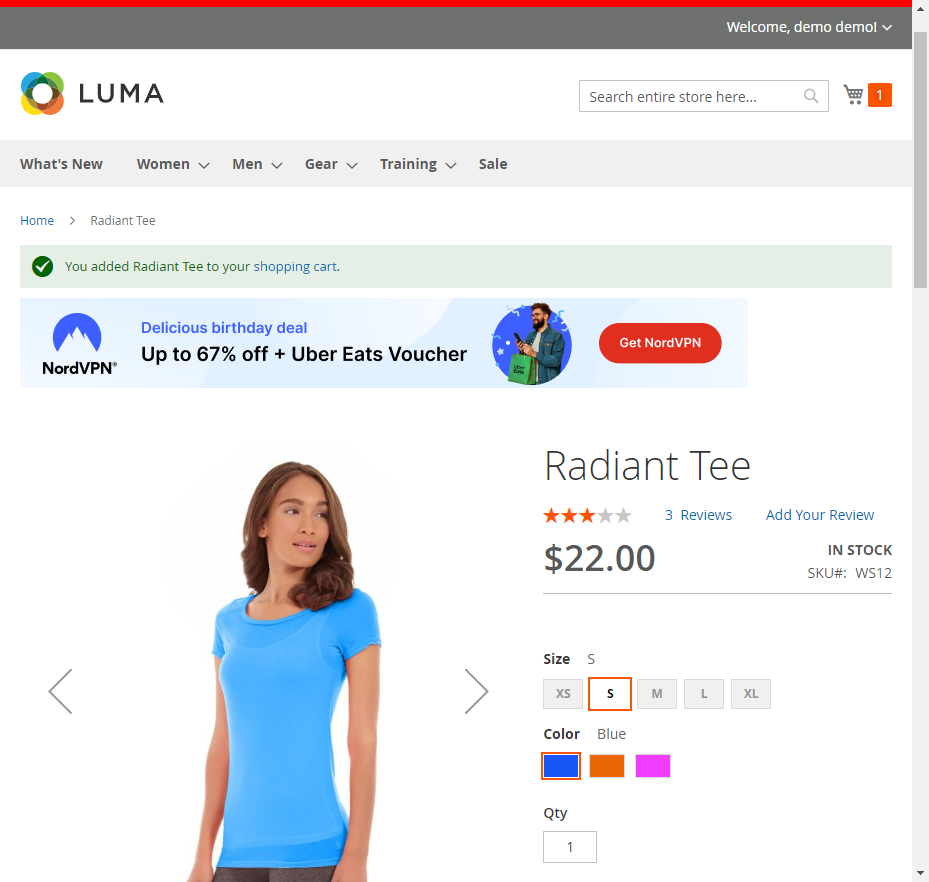 Welcome, demo demo!
LUMA
Search entire store here...
1
What's New
Women
Men
Gear
Training
Sale
Home
Radiant Tee
You added Radiant Tee to your shopping cart.
NordVPN®
Delicious birthday deal
Up to 67% off + Uber Eats Voucher
Uber Eats
Get NordVPN
Radiant Tee
3 Reviews
Add Your Review
$22.00
IN STOCK
SKU#: WS12
Size S
XS
S
M
L
XL
Color Blue
Qty
1